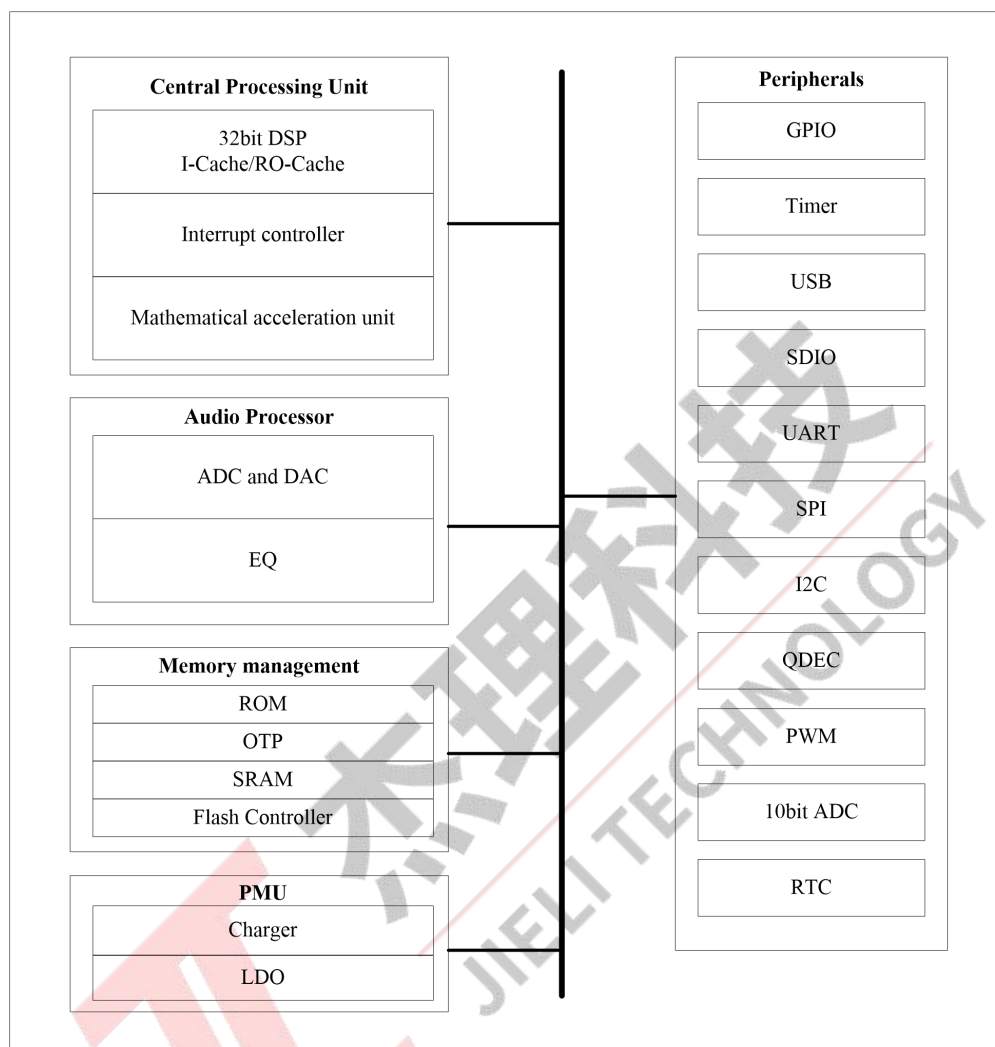 Central Processing Unit
32bit DSP
I-Cache/RO-Cache
Interrupt controller
Mathematical acceleration unit
Audio Processor
ADC and DAC
EQ
Memory management
ROM
OTP
SRAM
Flash Controller
PMU
Charger
LDO
Peripherals
GPIO
Timer
USB
SDIO
UART
SPI
I2C
QDEC
PWM
10bit ADC
RTC
杰理科技
JIELI TECHNOLOGY